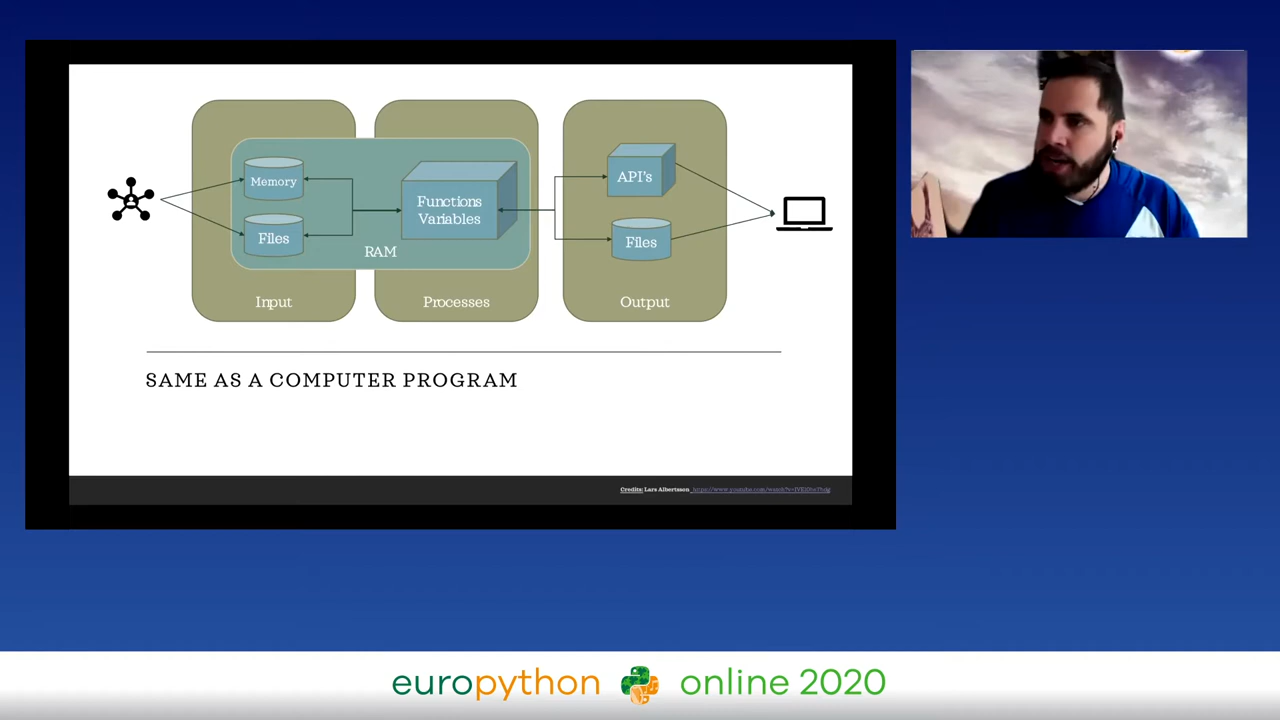 Memory
Files
Functions
Variables
RAM
API's
Files
Input
Processes
Output
SAME AS A COMPUTER PROGRAM
Credits: Lars Albertsson
europython online 2020